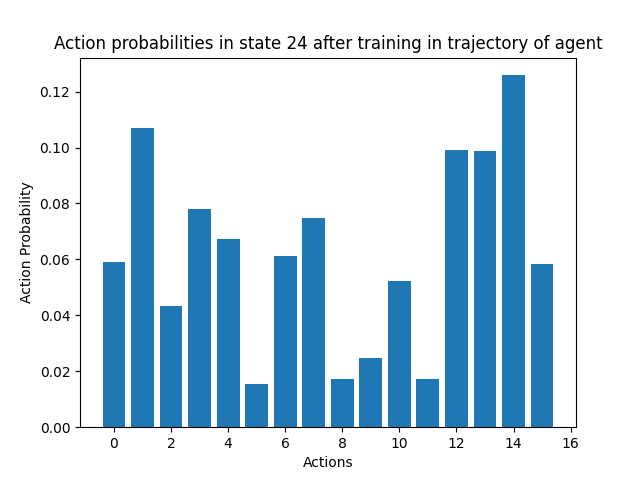 Action probabilities in state 24 after training in trajectory of agent
0.12
0.10
0.08
0.06
0.04
0.02
0.00
Action Probability
0 2 4 6 8 10 12 14 16
Actions